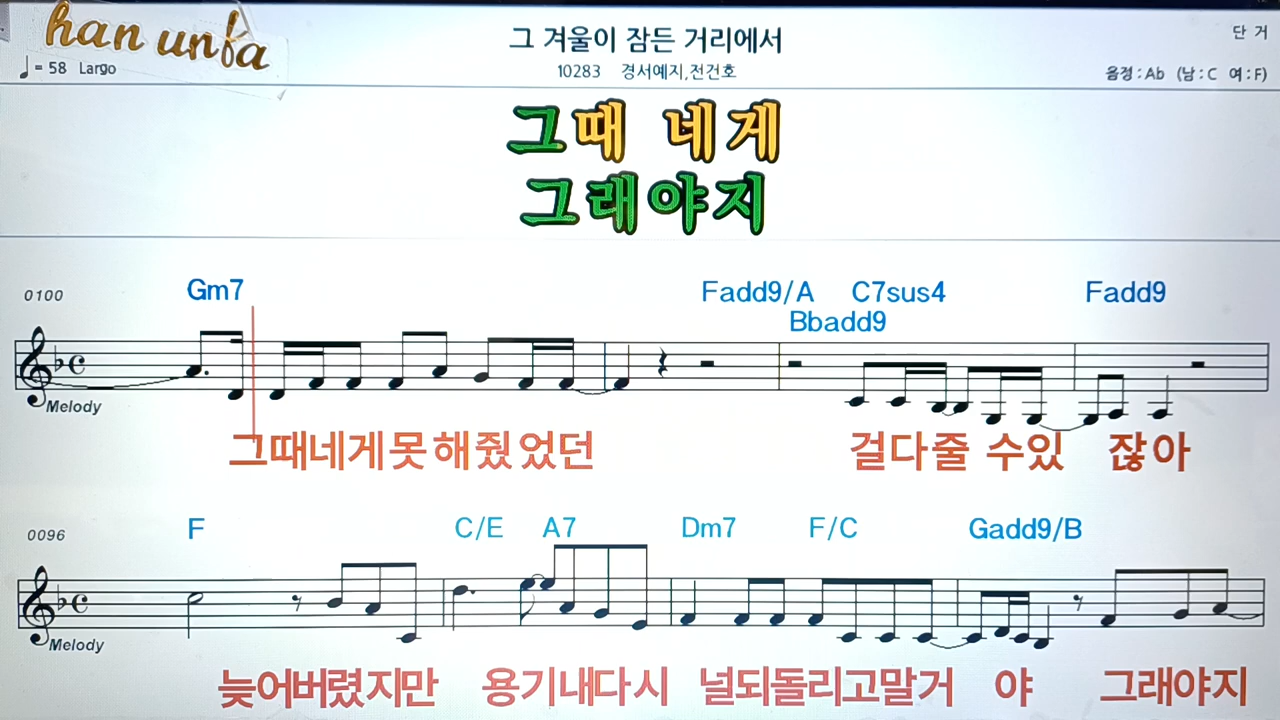 han unfa
그 겨울이 잠든 거리에서
단 거
♩= 58 Largo
10283 경서예지,전건호
음정 : Ab (남 : C 여 : F)
그때 네게
그래야지
0100 Gm7 Fadd9/A C7sus4 Fadd9
Bbadd9
Melody
그때네게못해줬었던 걸다줄 수있 잖아
0096 F C/E A7 Dm7 F/C Gadd9/B
Melody
늦어버렸지만 용기내다시 널되돌리고말거 야 그래야지